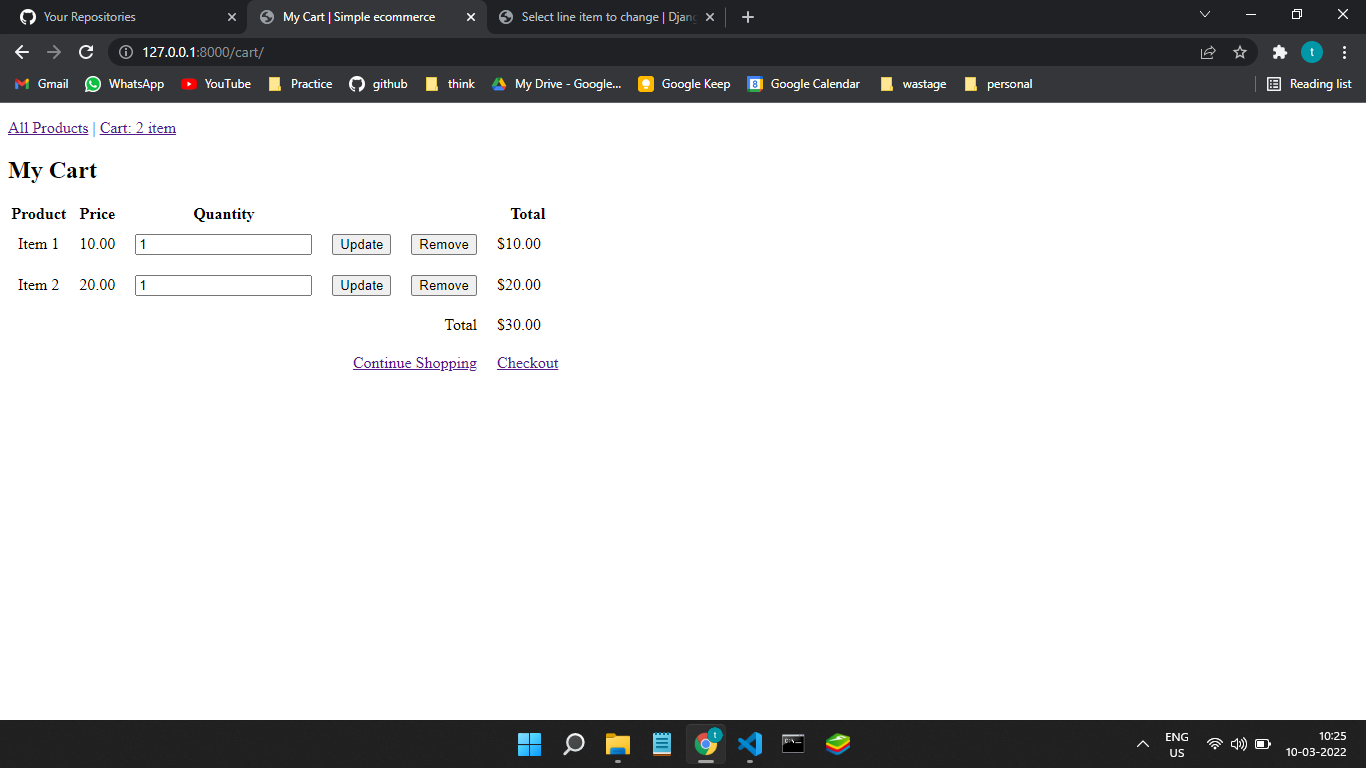 Your Repositories My Cart | Simple ecommerce Select line item to change | Djang
127.0.0.1:8000/cart/ t
Gmail WhatsApp YouTube Practice github think My Drive - Google... Google Keep 8 Google Calendar wastage personal Reading list
All Products | Cart: 2 item
My Cart
Product Price Quantity Total
Item 1 10.00 1 Update Remove $10.00
Item 2 20.00 1 Update Remove $20.00
Total $30.00
Continue Shopping Checkout
t ENG 10:25
US 10-03-2022